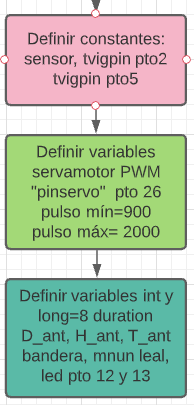 Definir constantes:
sensor, tvigpin pto2
tvigpin pto5
Definir variables
servamotor PWM
"pinservo" pto 26
pulso mín=900
pulso máx= 2000
Definir variables int y
long=8 duration
D_ant, H_ant, T_ant
bandera, mnun leal,
led pto 12 y 13